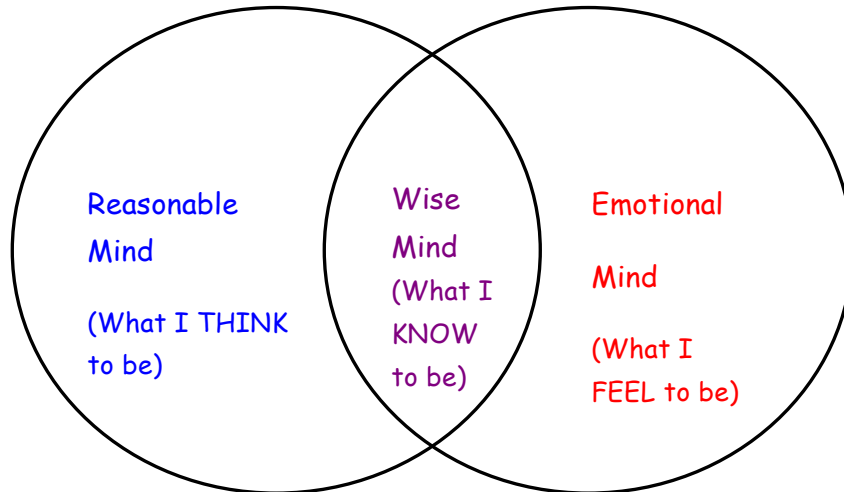 Reasonable
Mind
(What I THINK
to be)
Wise
Mind
(What I
KNOW
to be)
Emotional
Mind
(What I
FEEL to be)